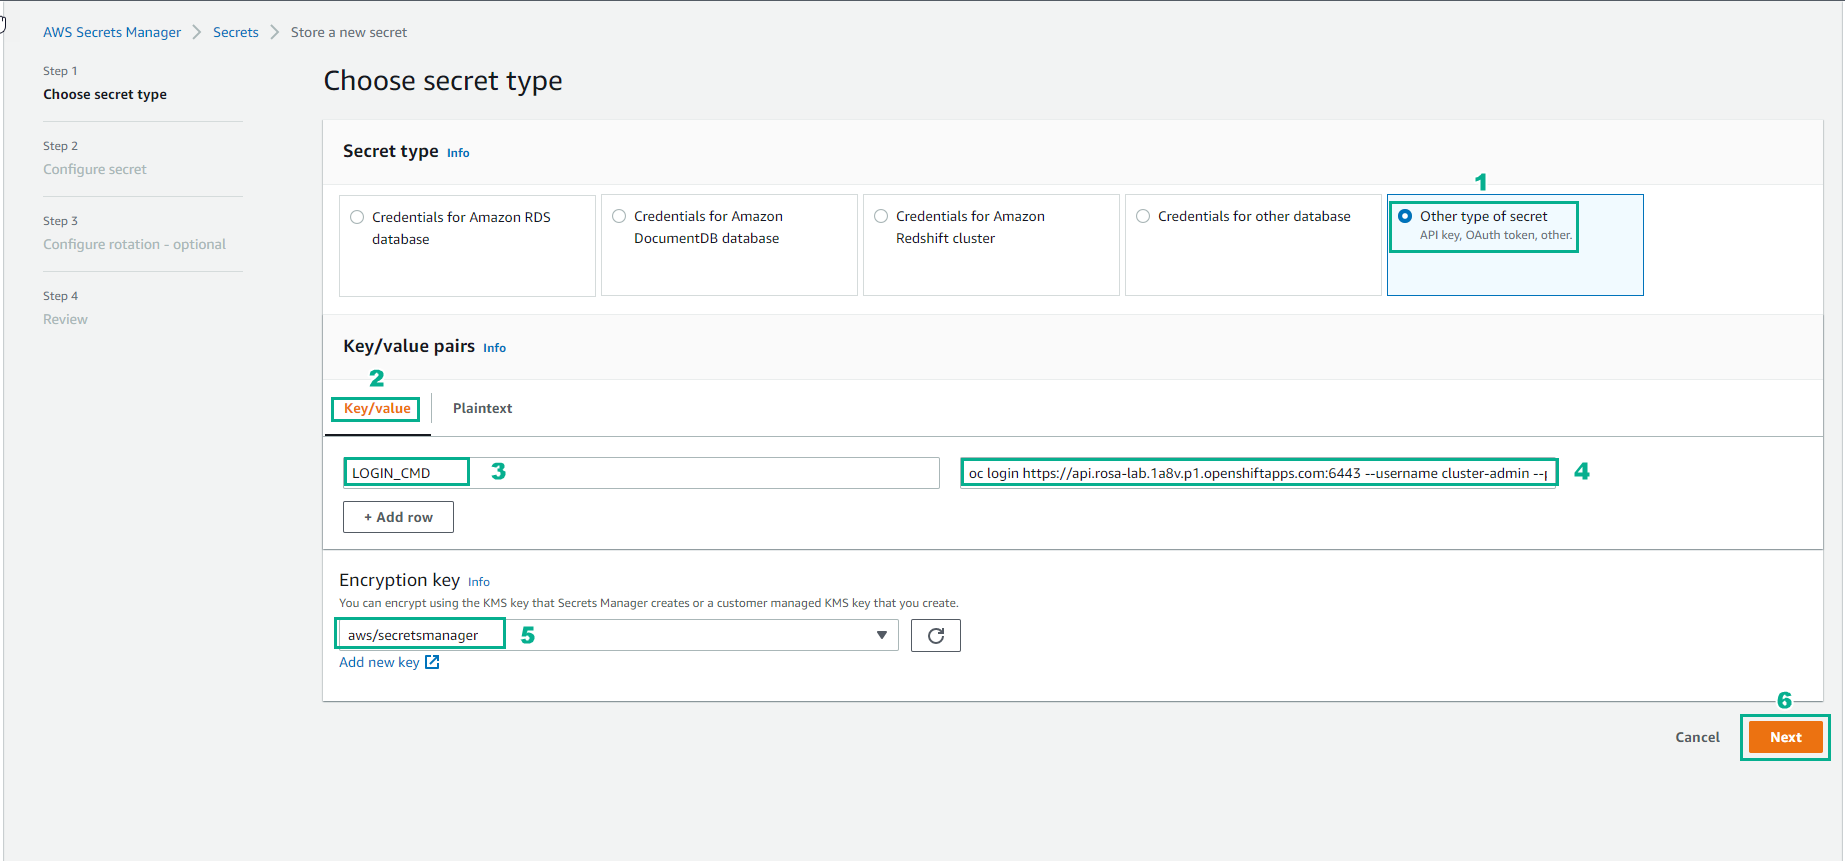 AWS Secrets Manager > Secrets > Store a new secret
Step 1
Choose secret type
Step 2
Configure secret
Step 3
Configure rotation - optional
Step 4
Review
Choose secret type
Secret type Info
1
Credentials for Amazon RDS
database
Credentials for Amazon
DocumentDB database
Credentials for Amazon
Redshift cluster
Credentials for other database
Other type of secret
API key, OAuth token, other.
Key/value pairs Info
2
Key/value
Plaintext
LOGIN_CMD 3
oc login https://api.rosa-lab.1a8v.p1.openshiftapps.com:6443 --username cluster-admin --p 4
+ Add row
Encryption key Info
You can encrypt using the KMS key that Secrets Manager creates or a customer managed KMS key that you create.
aws/secretsmanager 5
Add new key
6
Cancel
Next